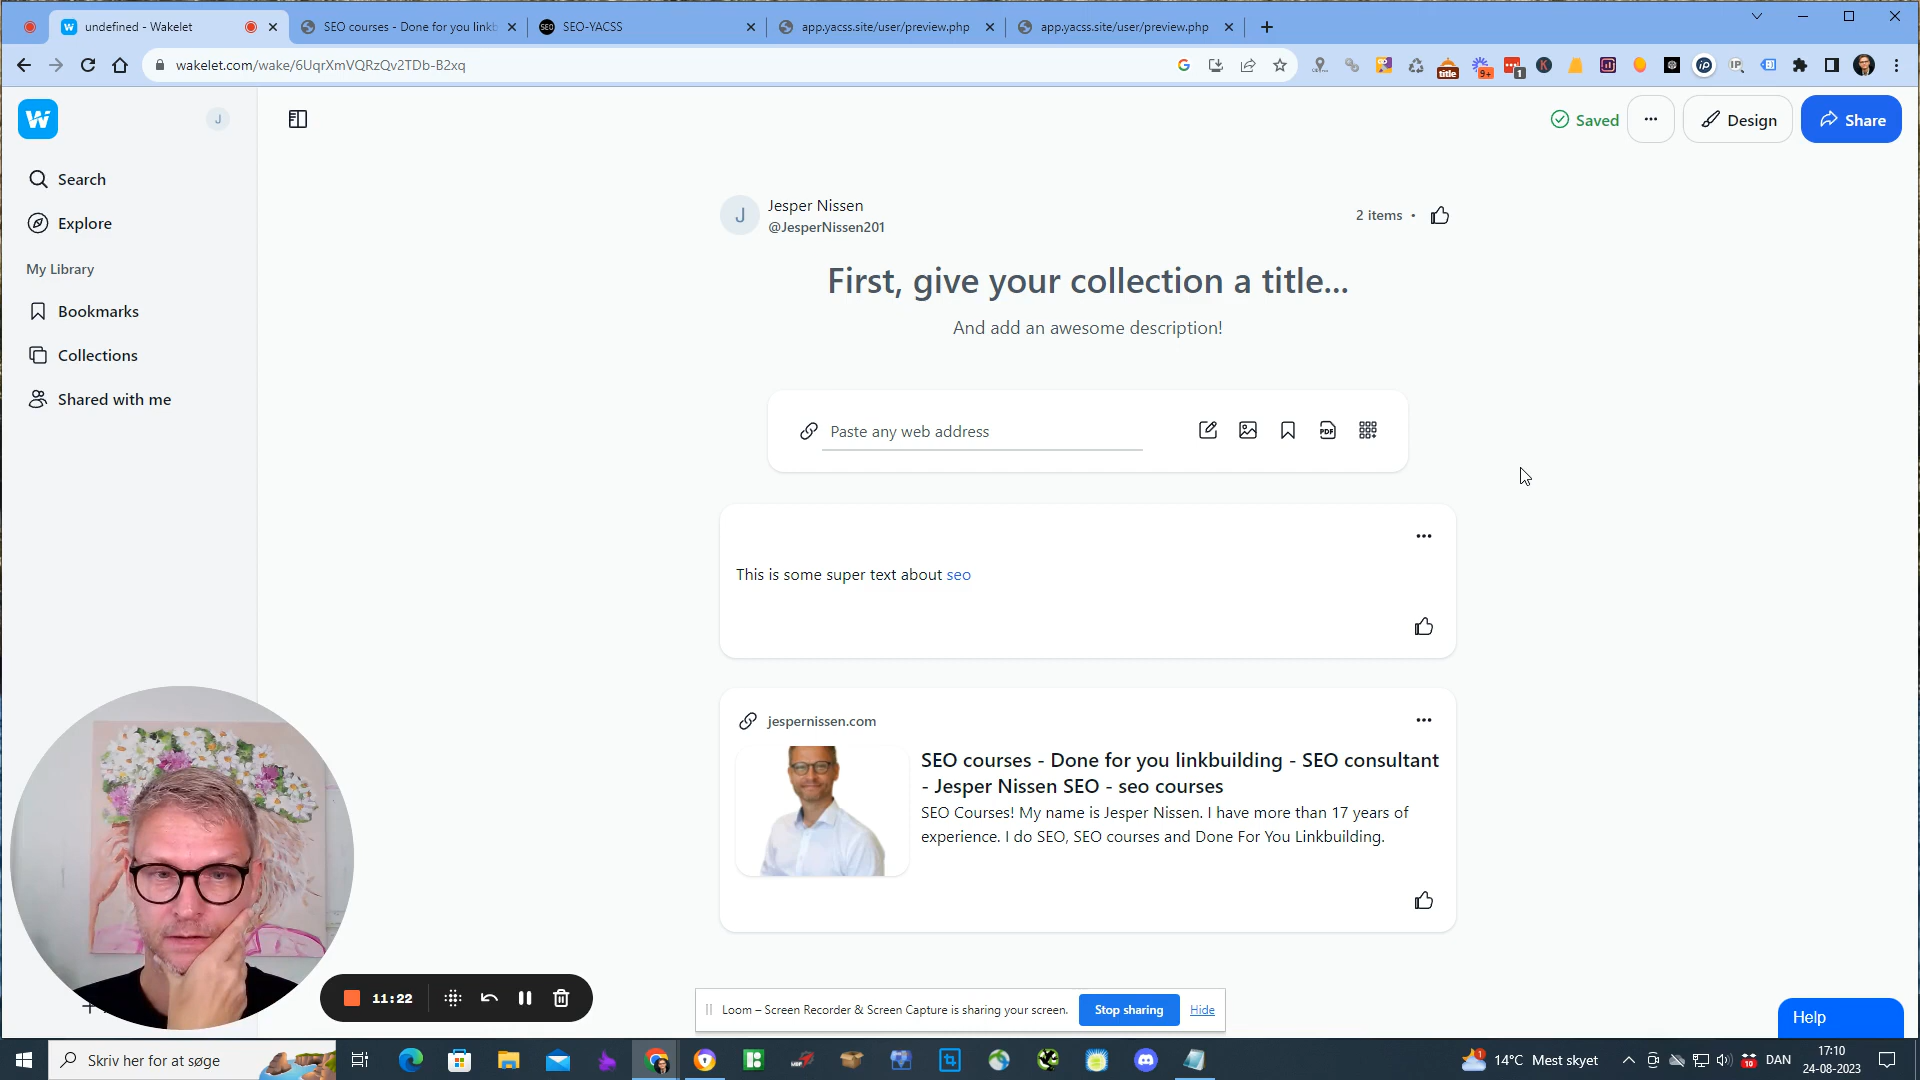 undefined - Wakelet
SEO courses - Done for you linkb
SEO-YACSS
app.yacss.site/user/preview.php
app.yacss.site/user/preview.php
wakelet.com/wake/6UqrXmVQRzQv2TDb-B2xq
J
Saved
Design
Share
Search
Explore
My Library
Bookmarks
Collections
Shared with me
J
Jesper Nissen
@JesperNissen201
2 items
First, give your collection a title...
And add an awesome description!
Paste any web address
PDF
This is some super text about seo
jespernissen.com
SEO courses - Done for you linkbuilding - SEO consultant
- Jesper Nissen SEO - seo courses
SEO Courses! My name is Jesper Nissen. I have more than 17 years of
experience. I do SEO, SEO courses and Done For You Linkbuilding.
11:22
Loom – Screen Recorder & Screen Capture is sharing your screen.
Stop sharing
Hide
Help
Skriv her for at søge
14°C Mest skyet
DAN
17:10
24-08-2023